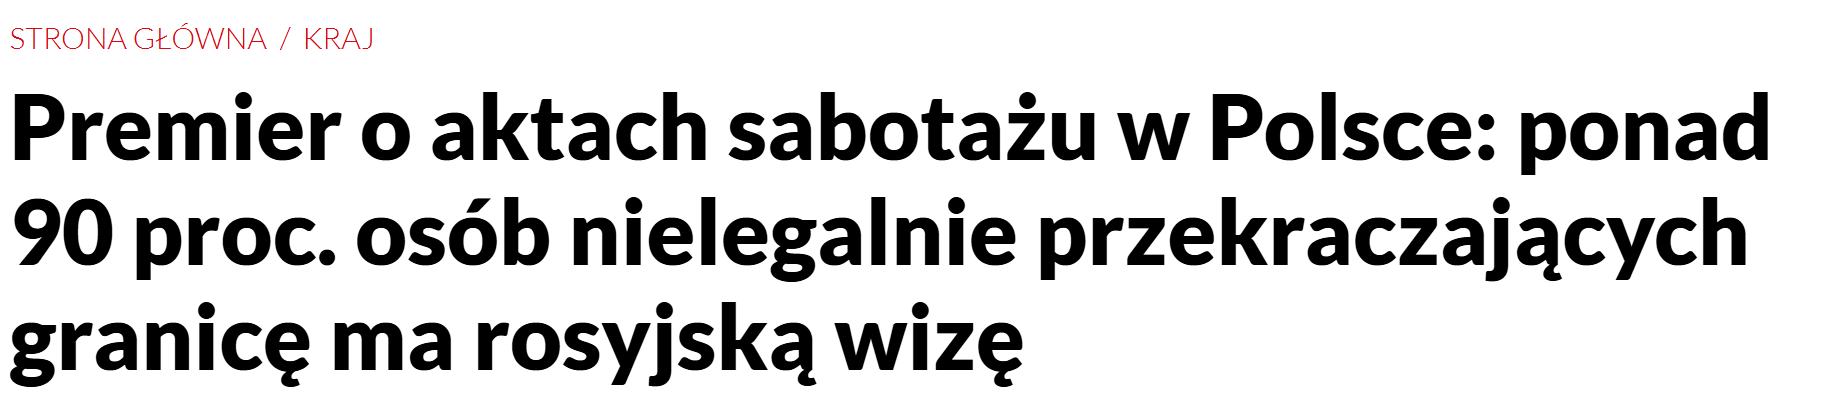 STRONA GŁÓWNA / KRAJ
Premier o aktach sabotażu w Polsce: ponad
90 proc. osób nielegalnie przekraczających
granicę ma rosyjską wizę